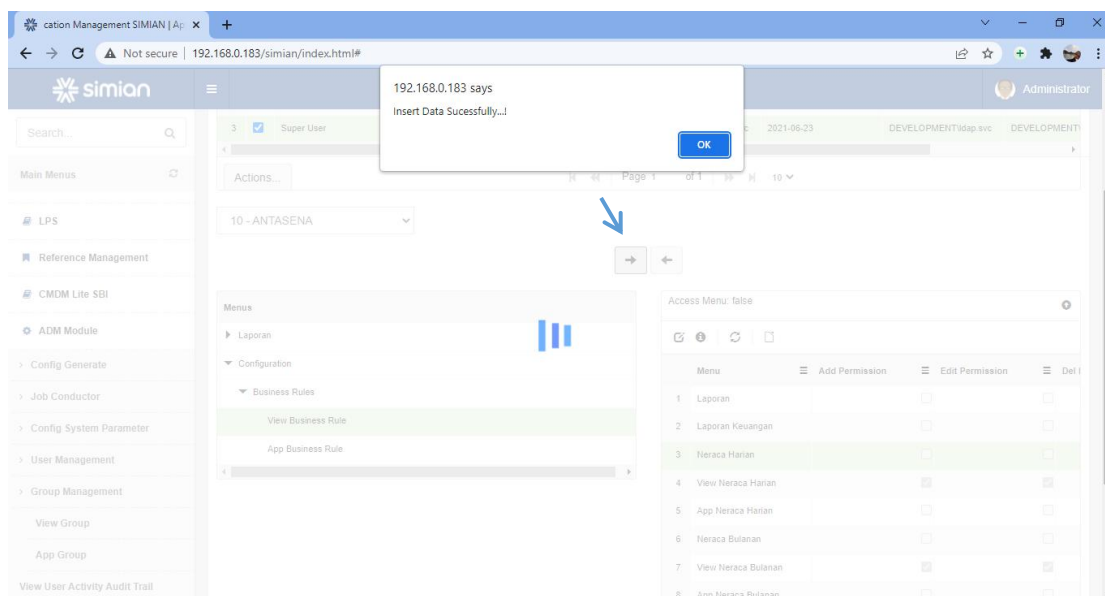 cation Management SIMIAN | Ap
Not secure | 192.168.0.183/simian/index.html#
simian
Administrator
192.168.0.183 says
Insert Data Sucessfully...!
OK
Search...
3 Super User 2021-06-23 DEVELOPMENT\ldap.svc DEVELOPMENT\
Main Menus
Actions...
Page 1 of 1 10
LPS
10 - ANTASENA
Reference Management
CMDM Lite SBI
Menus
Access Menu: false
ADM Module
Laporan
Config Generate
Configuration
Menu Add Permission Edit Permission Del
Job Conductor
Business Rules
1 Laporan
Config System Parameter
View Business Rule
2 Laporan Keuangan
User Management
App Business Rule
3 Neraca Harian
Group Management
4 View Neraca Harian
View Group
5 App Neraca Harian
App Group
6 Neraca Bulanan
View User Activity Audit Trail
7 View Neraca Bulanan
8 App Neraca Bulanan